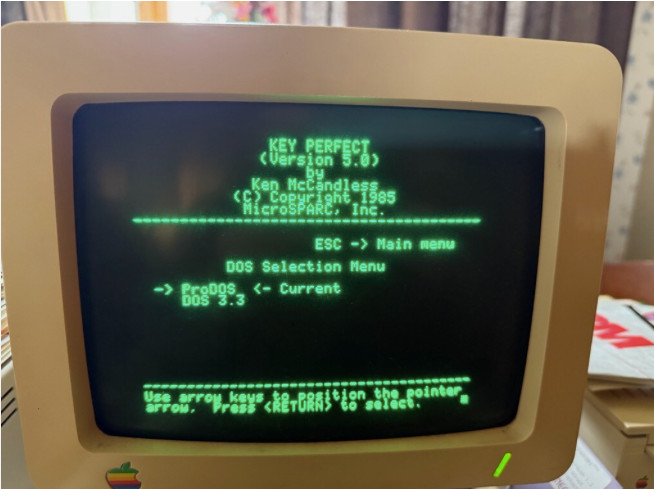 KEY PERFECT
(Version 5.0)
by
Ken McCandless
(C) Copyright 1985
MicroSPARC, Inc.
ESC -> Main menu
DOS Selection Menu
-> ProDOS <- Current
DOS 3.3
Use arrow keys to position the pointer
arrow. Press <RETURN> to select.